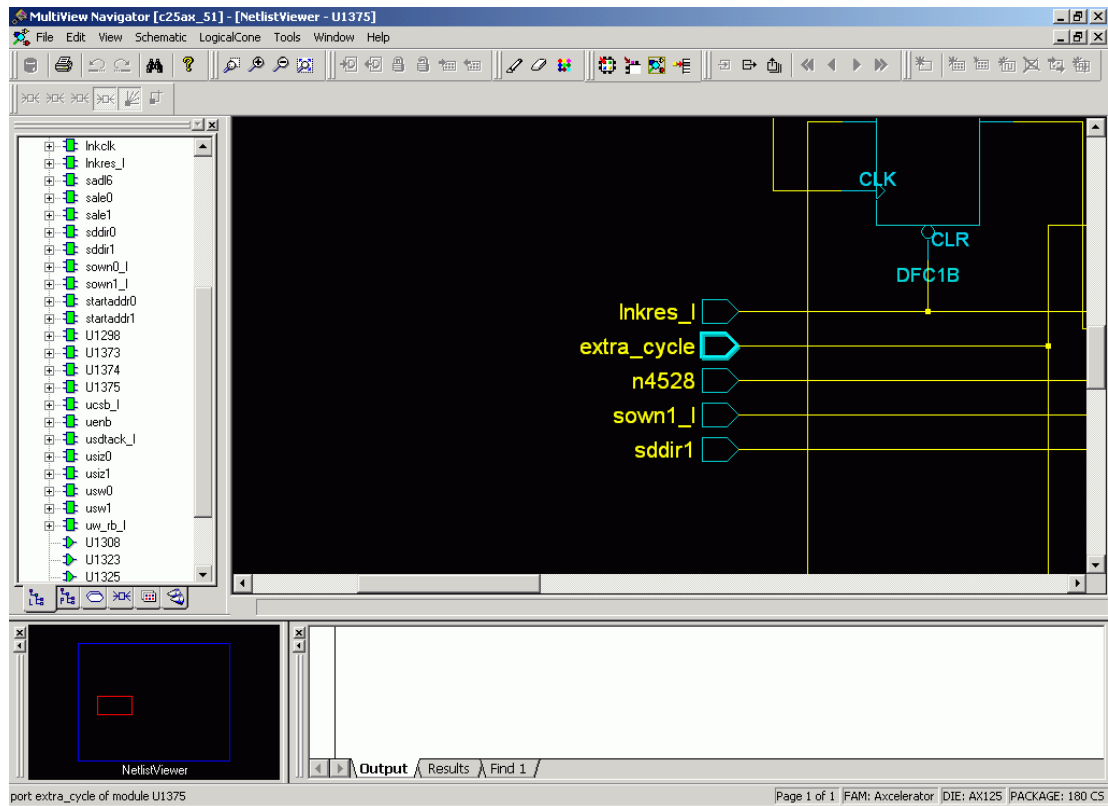 MultiView Navigator [c25ax_51] - [NetlistViewer - U1375]
File Edit View Schematic LogicalCone Tools Window Help
lnkclk
lnkres_l
sadl6
sale0
sale1
sddir0
sddir1
sown0_l
sown1_l
startaddr0
startaddr1
U1298
U1373
U1374
U1375
ucsb_l
uenb
usdtack_l
usiz0
usiz1
usw0
usw1
uw_rb_l
U1308
U1323
U1325
CLK
CLR
DFC1B
lnkres_l
extra_cycle
n4528
sown1_l
sddir1
NetlistViewer
Output Results Find 1
port extra_cycle of module U1375
Page 1 of 1 FAM: Axcelerator DIE: AX125 PACKAGE: 180 CS